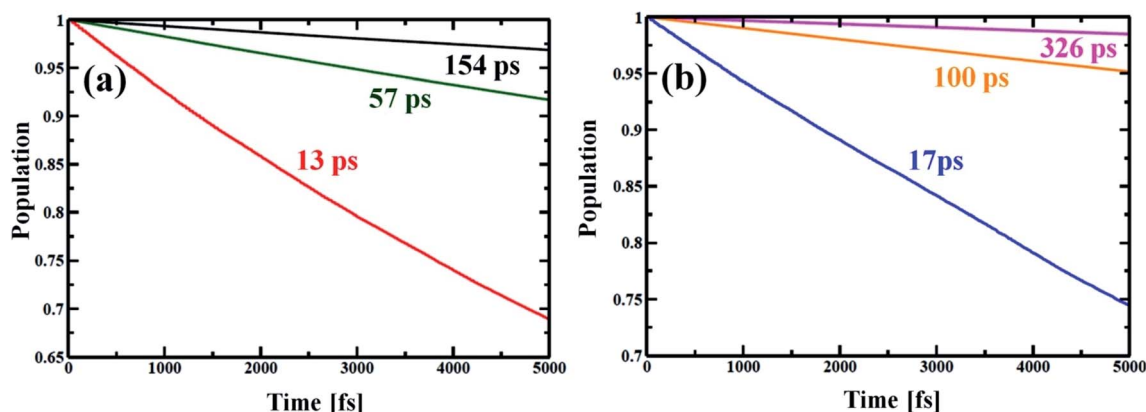 1
0.95
0.9
0.85
0.8
0.75
0.7
0.65
Population
(a)
154 ps
57 ps
13 ps
0 1000 2000 3000 4000 5000
Time [fs]
1
0.95
0.9
0.85
0.8
0.75
0.7
Population
(b)
326 ps
100 ps
17ps
0 1000 2000 3000 4000 5000
Time [fs]